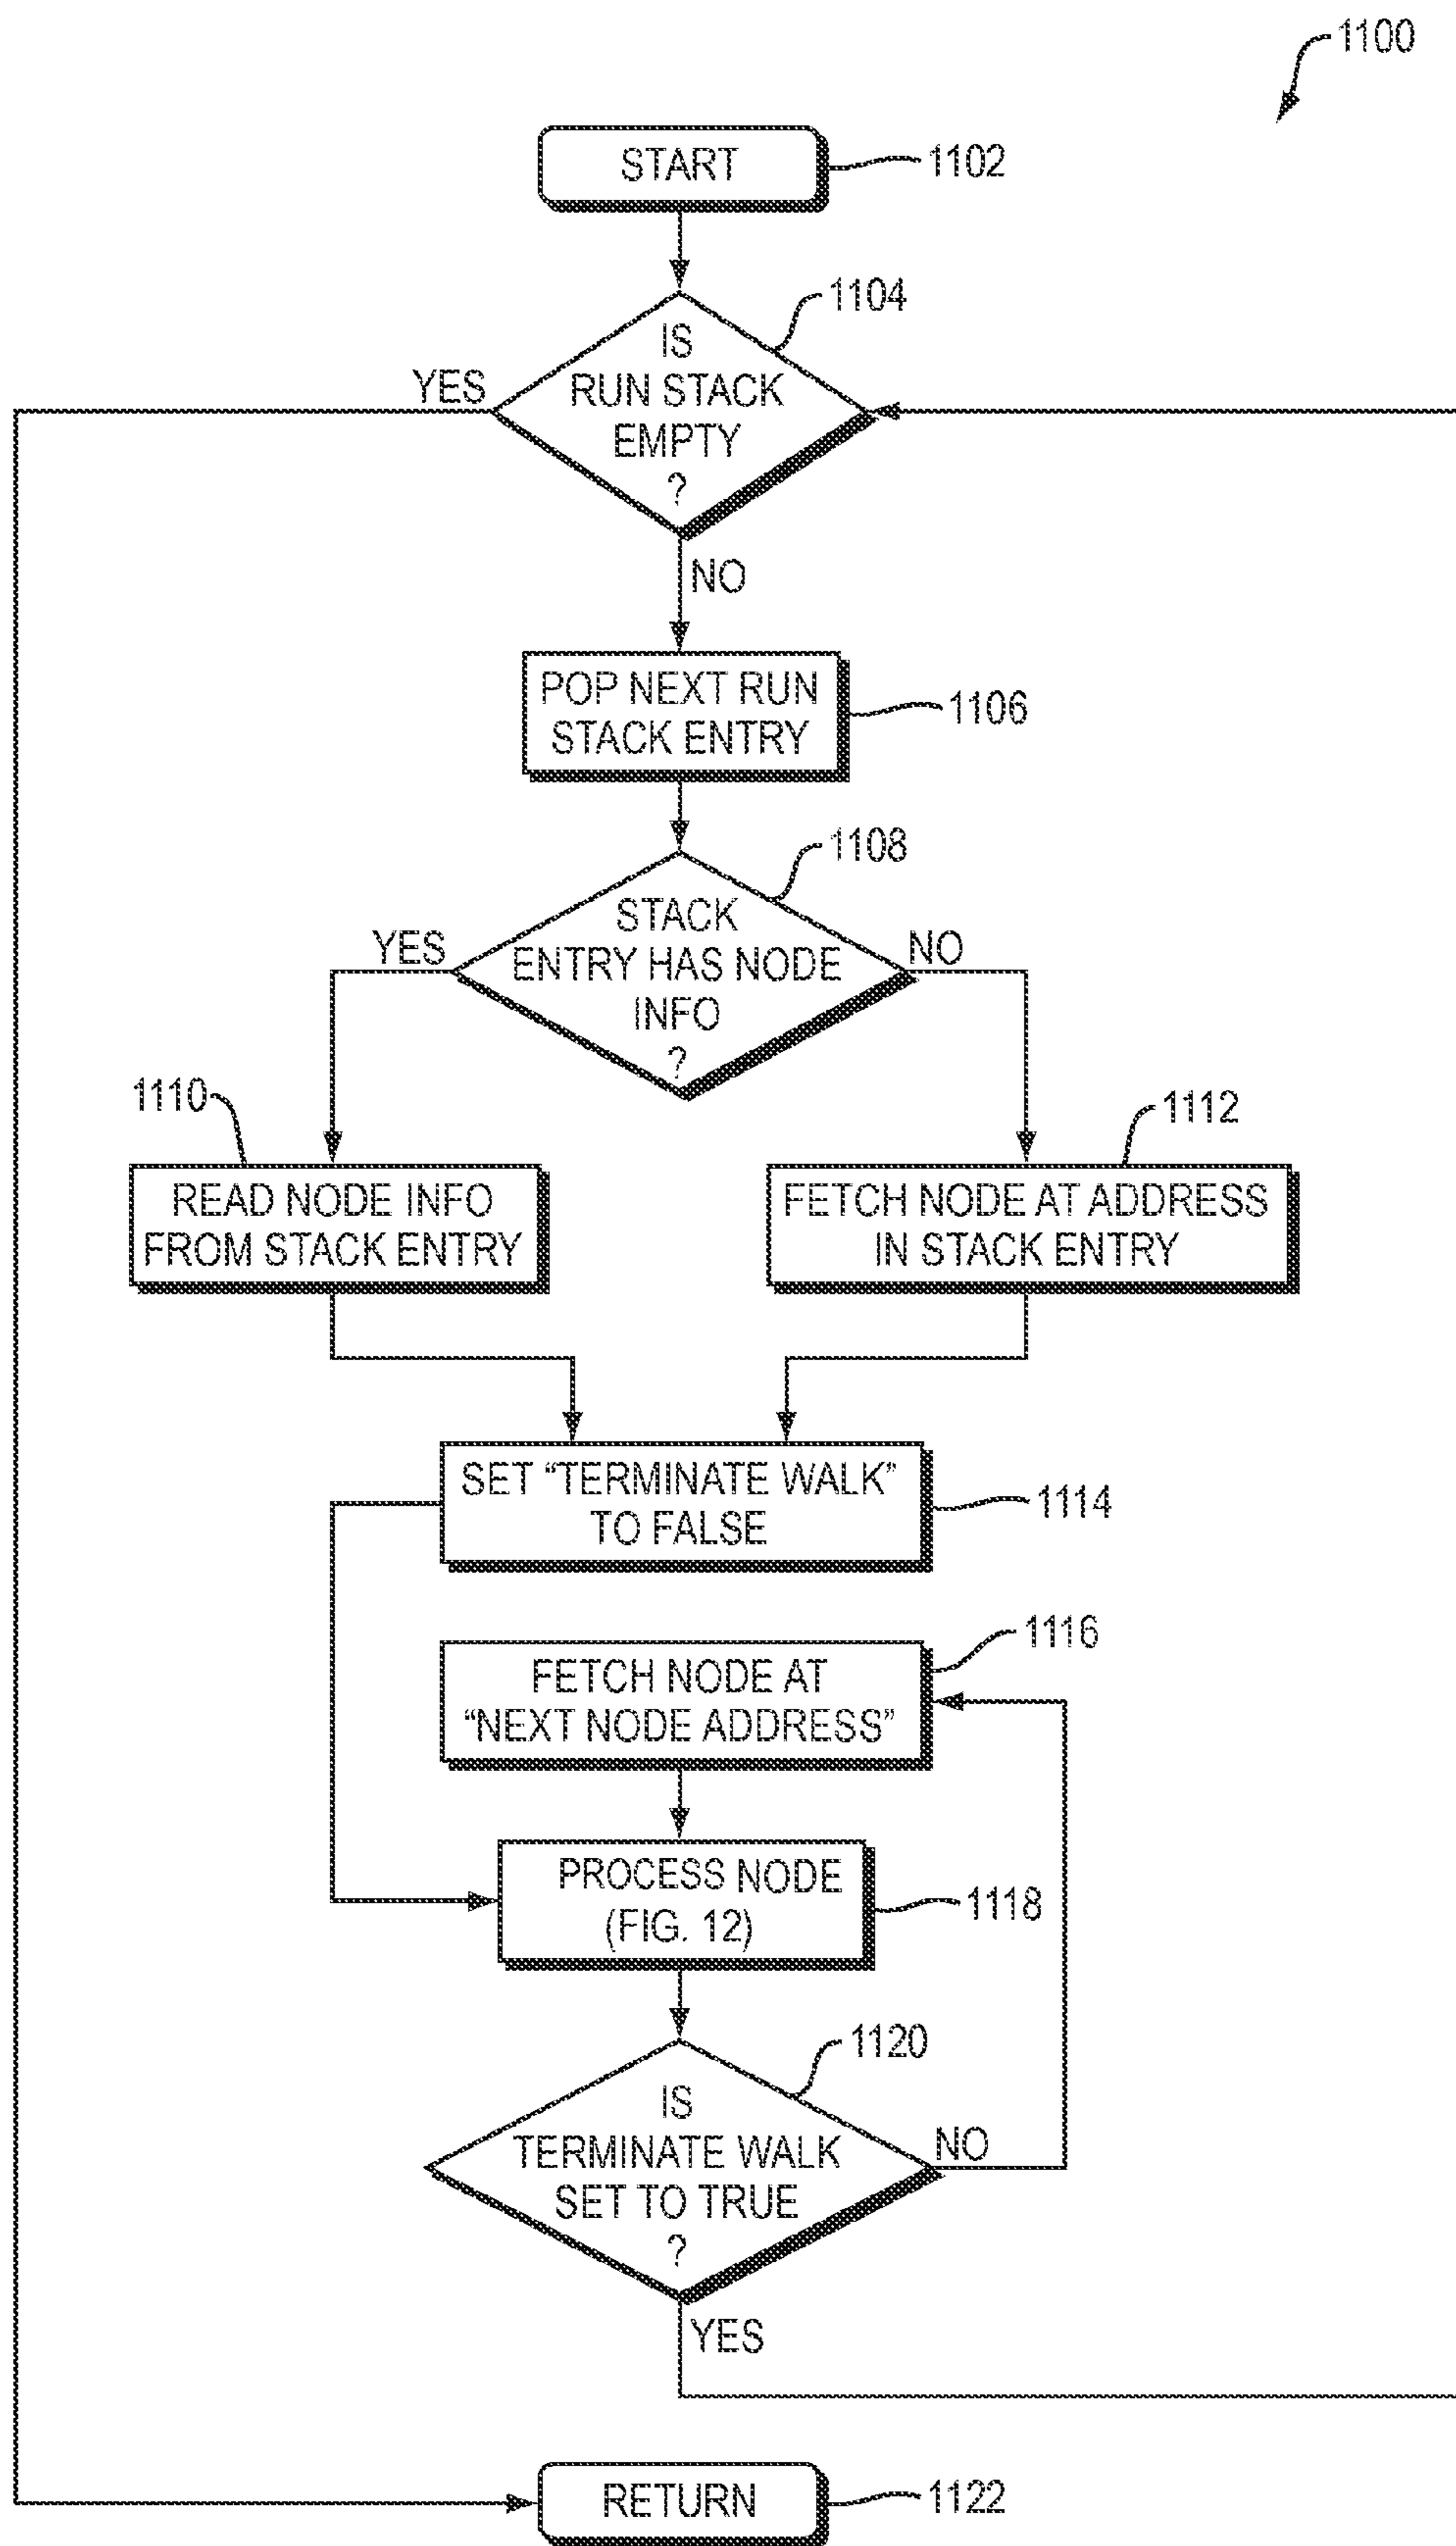 1100
START
1102
1104
IS
RUN STACK
EMPTY
?
YES
NO
POP NEXT RUN
STACK ENTRY
1106
1108
STACK
ENTRY HAS NODE
INFO
?
YES
NO
1110
1112
READ NODE INFO
FROM STACK ENTRY
FETCH NODE AT ADDRESS
IN STACK ENTRY
SET “TERMINATE WALK”
TO FALSE
1114
1116
FETCH NODE AT
“NEXT NODE ADDRESS”
PROCESS NODE
(FIG. 12)
1118
1120
IS
TERMINATE WALK
SET TO TRUE
?
NO
YES
RETURN
1122